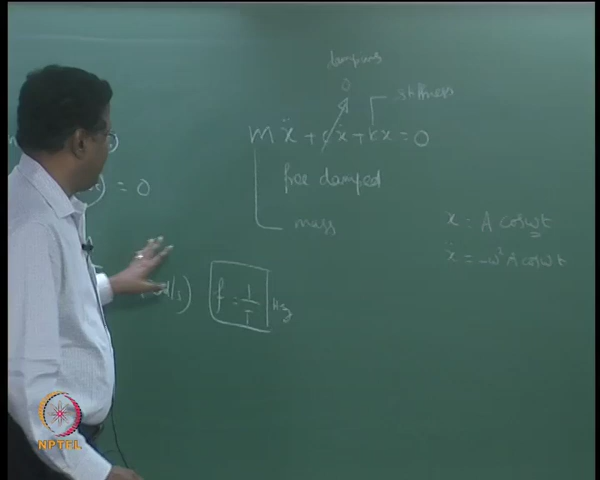 damping
0
stiffness
mẍ + cẋ + kx = 0
) = 0
free damped
mass
x = A cos ωt
ẍ = -ω² A cos ωt
d/s) f = 1/T Hz
NPTEL